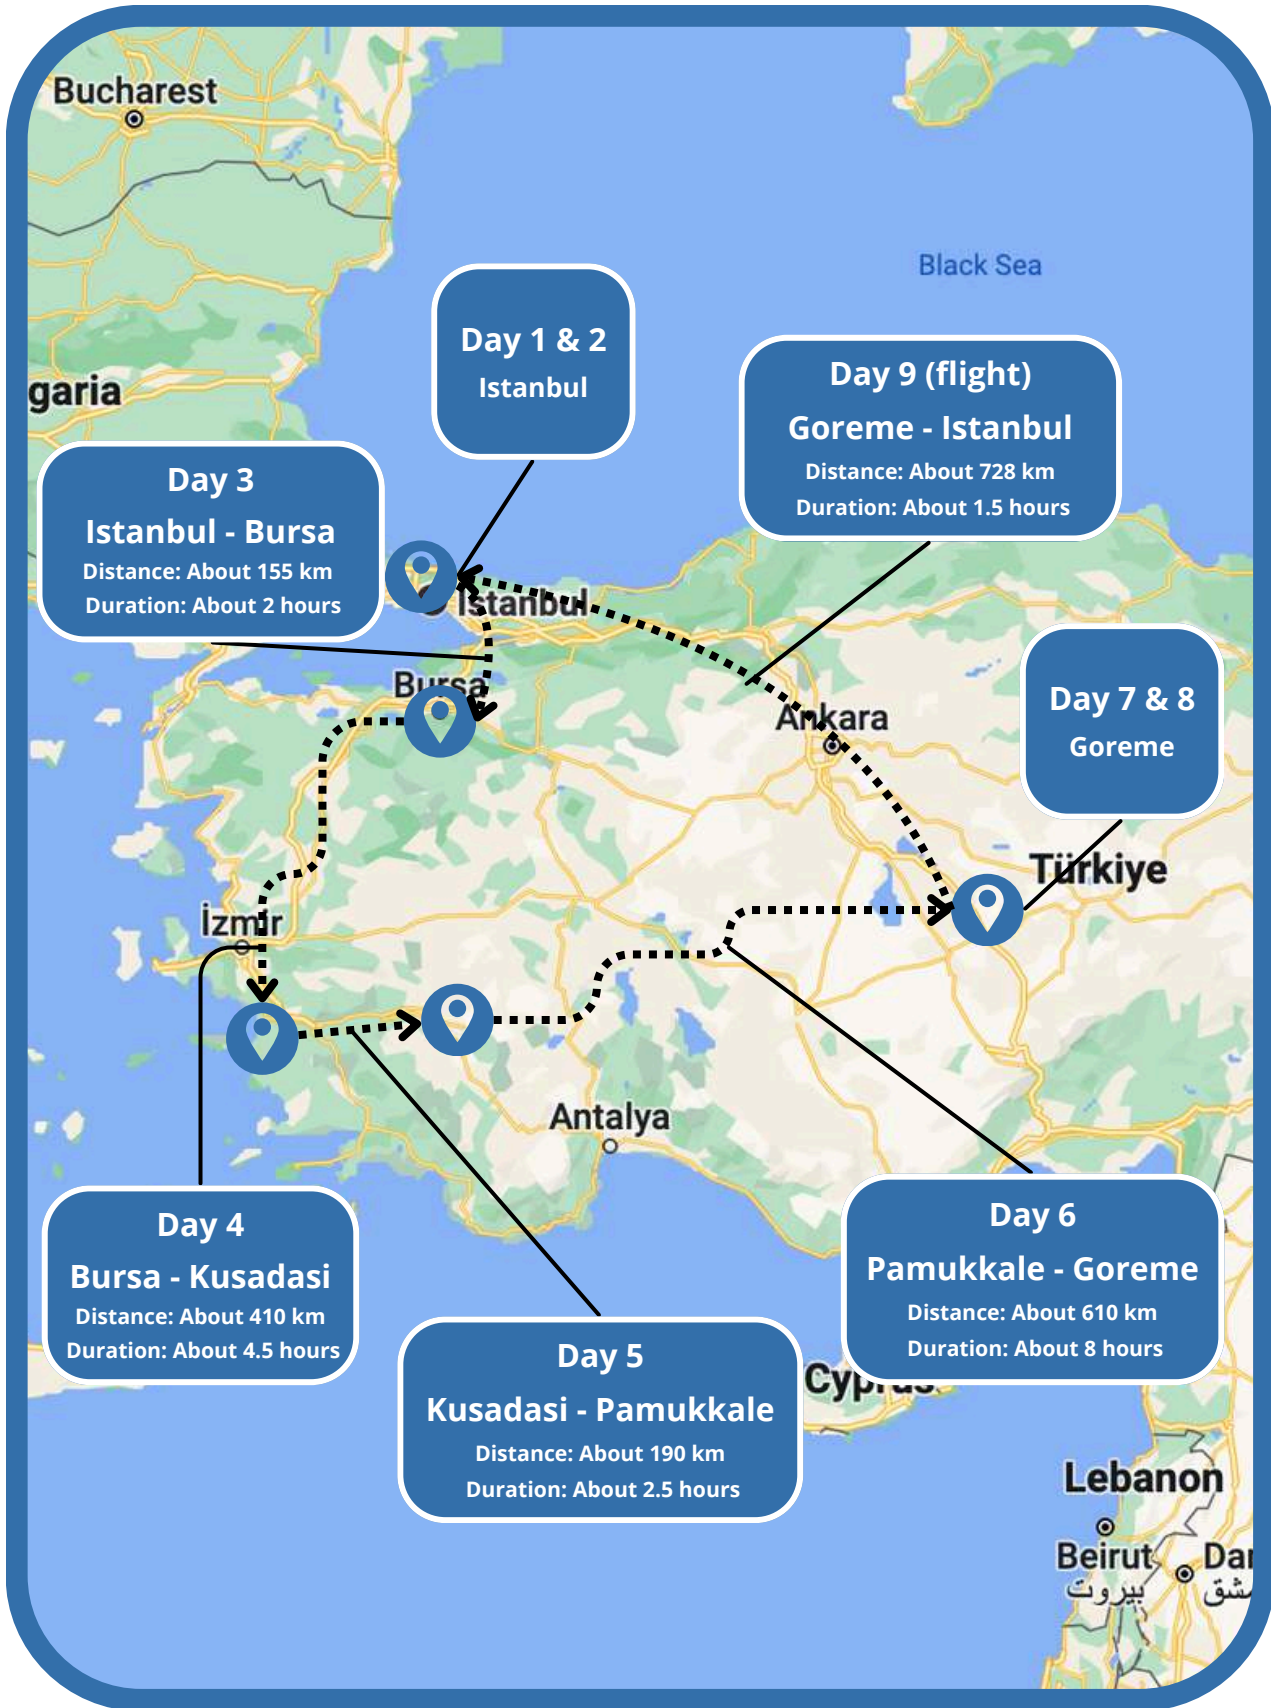 Bucharest
Black Sea
Day 1 & 2
Istanbul
Day 9 (flight)
Goreme - Istanbul
Distance: About 728 km
Duration: About 1.5 hours
garia
Day 3
Istanbul - Bursa
Distance: About 155 km
Duration: About 2 hours
Istanbul
Bursa
Day 7 & 8
Goreme
Ankara
Türkiye
İzmir
Antalya
Day 4
Bursa - Kusadasi
Distance: About 410 km
Duration: About 4.5 hours
Day 6
Pamukkale - Goreme
Distance: About 610 km
Duration: About 8 hours
Day 5
Kusadasi - Pamukkale
Distance: About 190 km
Duration: About 2.5 hours
Cyprus
Lebanon
Beirut
بيروت
Dar
مشق